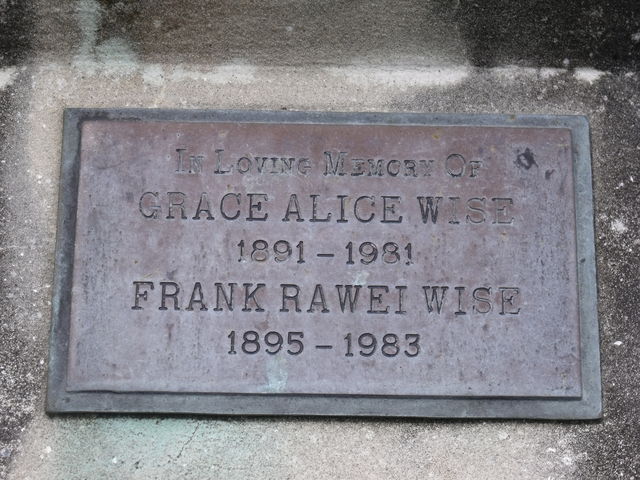 In Loving Memory Of
GRACE ALICE WISE
1891 – 1981
FRANK RAWEI WISE
1895 – 1983